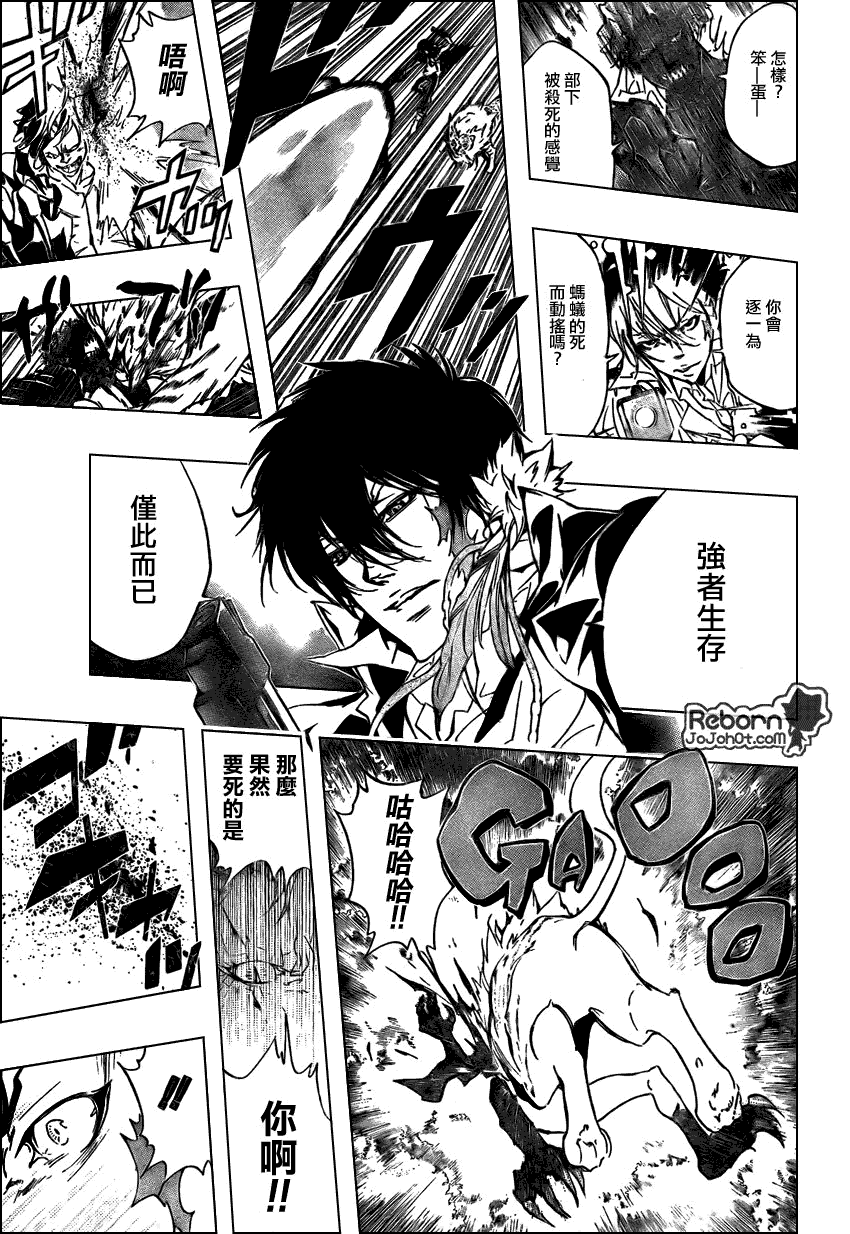 怎樣？
笨―蛋―
部下
被殺死的感覺
你會
逐一為
螞蟻的死
而動搖嗎？
唔啊
強者生存
僅此而已
Reborn
JoJoHOt.com
GAOOO
咕哈哈哈!!
那麼
果然
要死的是
你啊!!